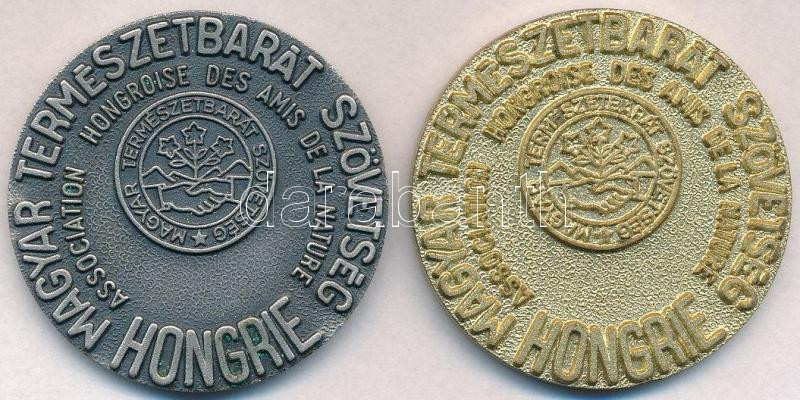 MAGYAR TERMÉSZETBARÁT SZÖVETSÉG
ASSOCIATION HONGROISE DES AMIS DE LA NATURE
MAGYAR TERMÉSZETBARÁT SZÖVETSÉG ★
HONGRIE
MAGYAR TERMÉSZETBARÁT SZÖVETSÉG
ASSOCIATION HONGROISE DES AMIS DE LA NATURE
MAGYAR TERMÉSZETBARÁT SZÖVETSÉG ★
HONGRIE
darabanth